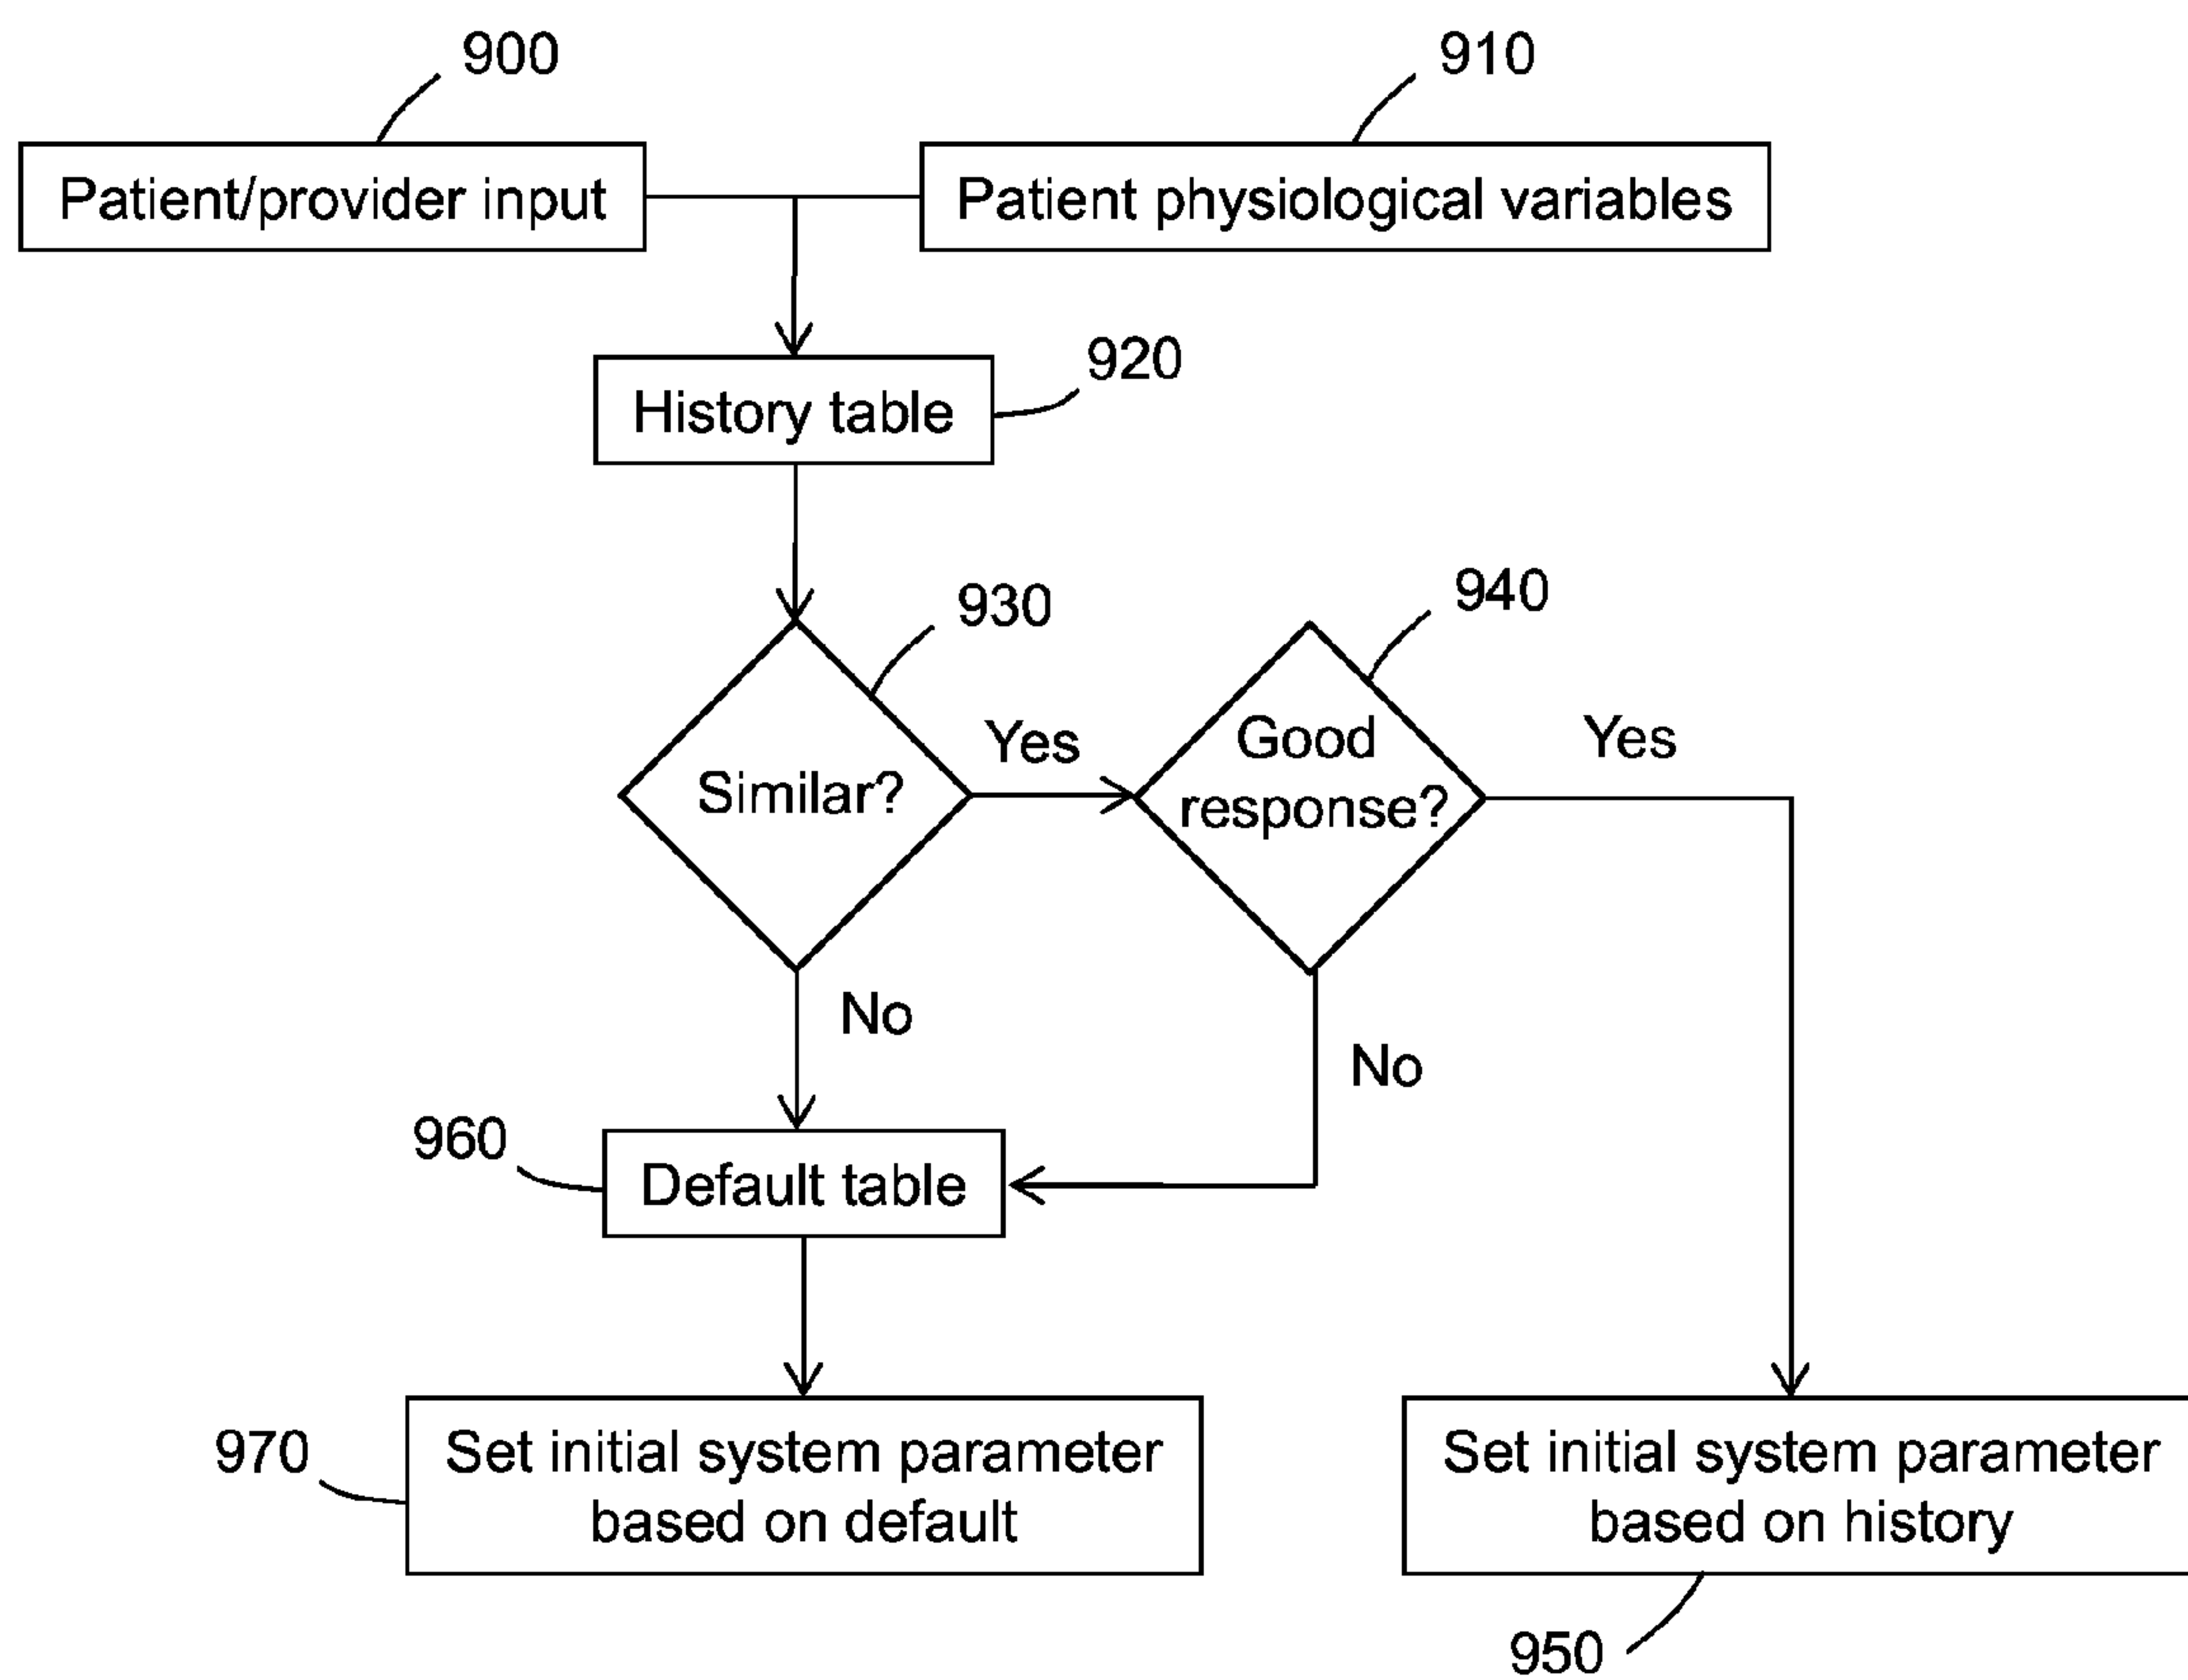 900
910
Patient/provider input
Patient physiological variables
920
History table
930
940
Yes
Good
response?
Yes
Similar?
No
No
960
Default table
970
Set initial system parameter
based on default
Set initial system parameter
based on history
950